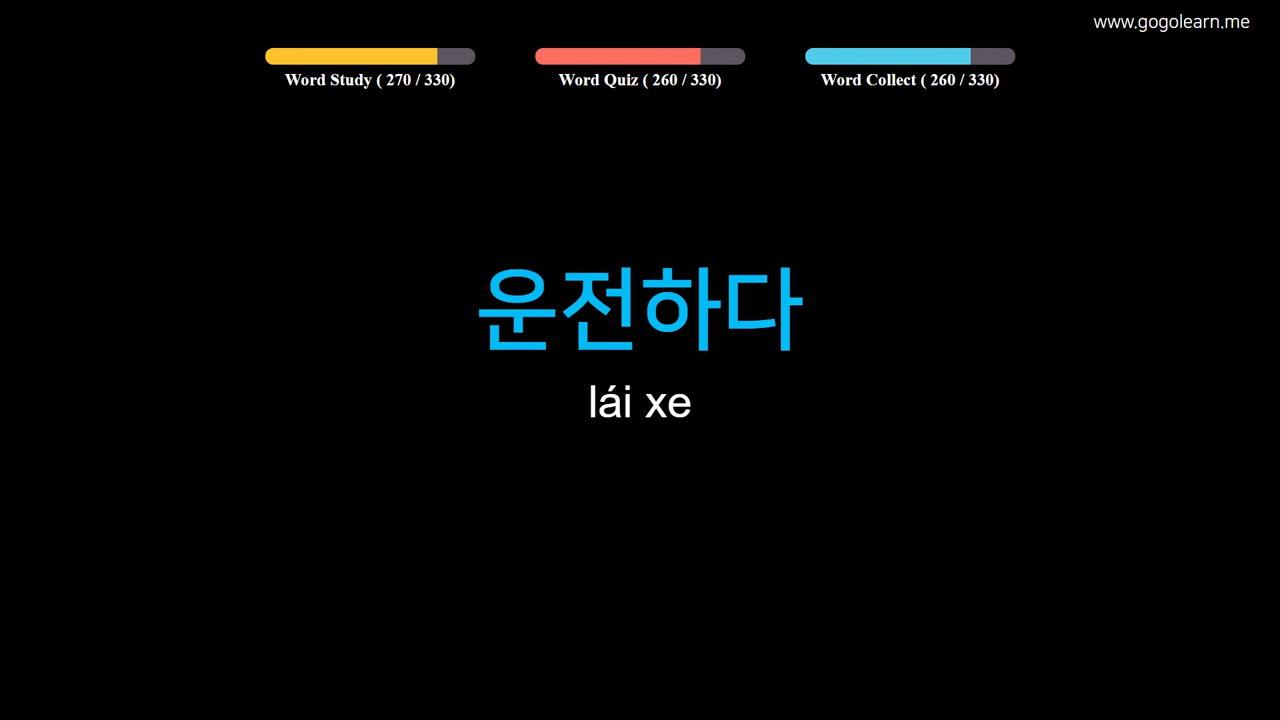 www.gogolearn.me
Word Study ( 270 / 330)
Word Quiz ( 260 / 330)
Word Collect ( 260 / 330)
운전하다
lái xe